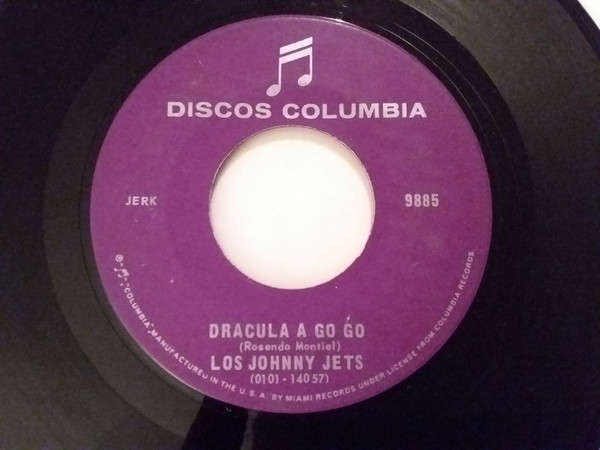 DISCOS COLUMBIA
JERK
9885
DRACULA A GO GO
(Rosendo Montiel)
LOS JOHNNY JETS
(0101-14057)
"COLUMBIA," MANUFACTURED IN THE U S A. BY MIAMI RECORDS UNDER LICENSE FROM COLUMBIA RECORDS.